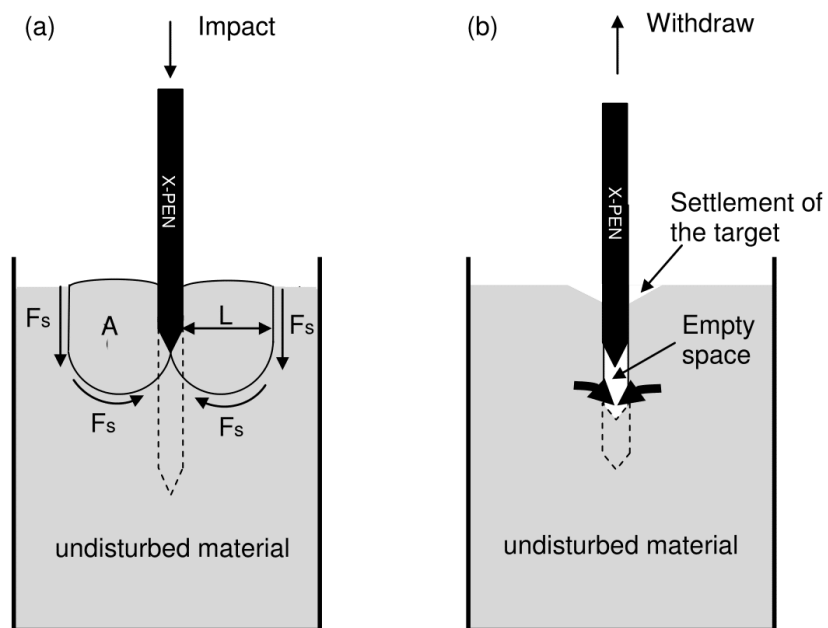 (a)
Impact
X-PEN
Fs
A
L
Fs
Fs
Fs
undisturbed material
(b)
Withdraw
X-PEN
Settlement of
the target
Empty
space
undisturbed material